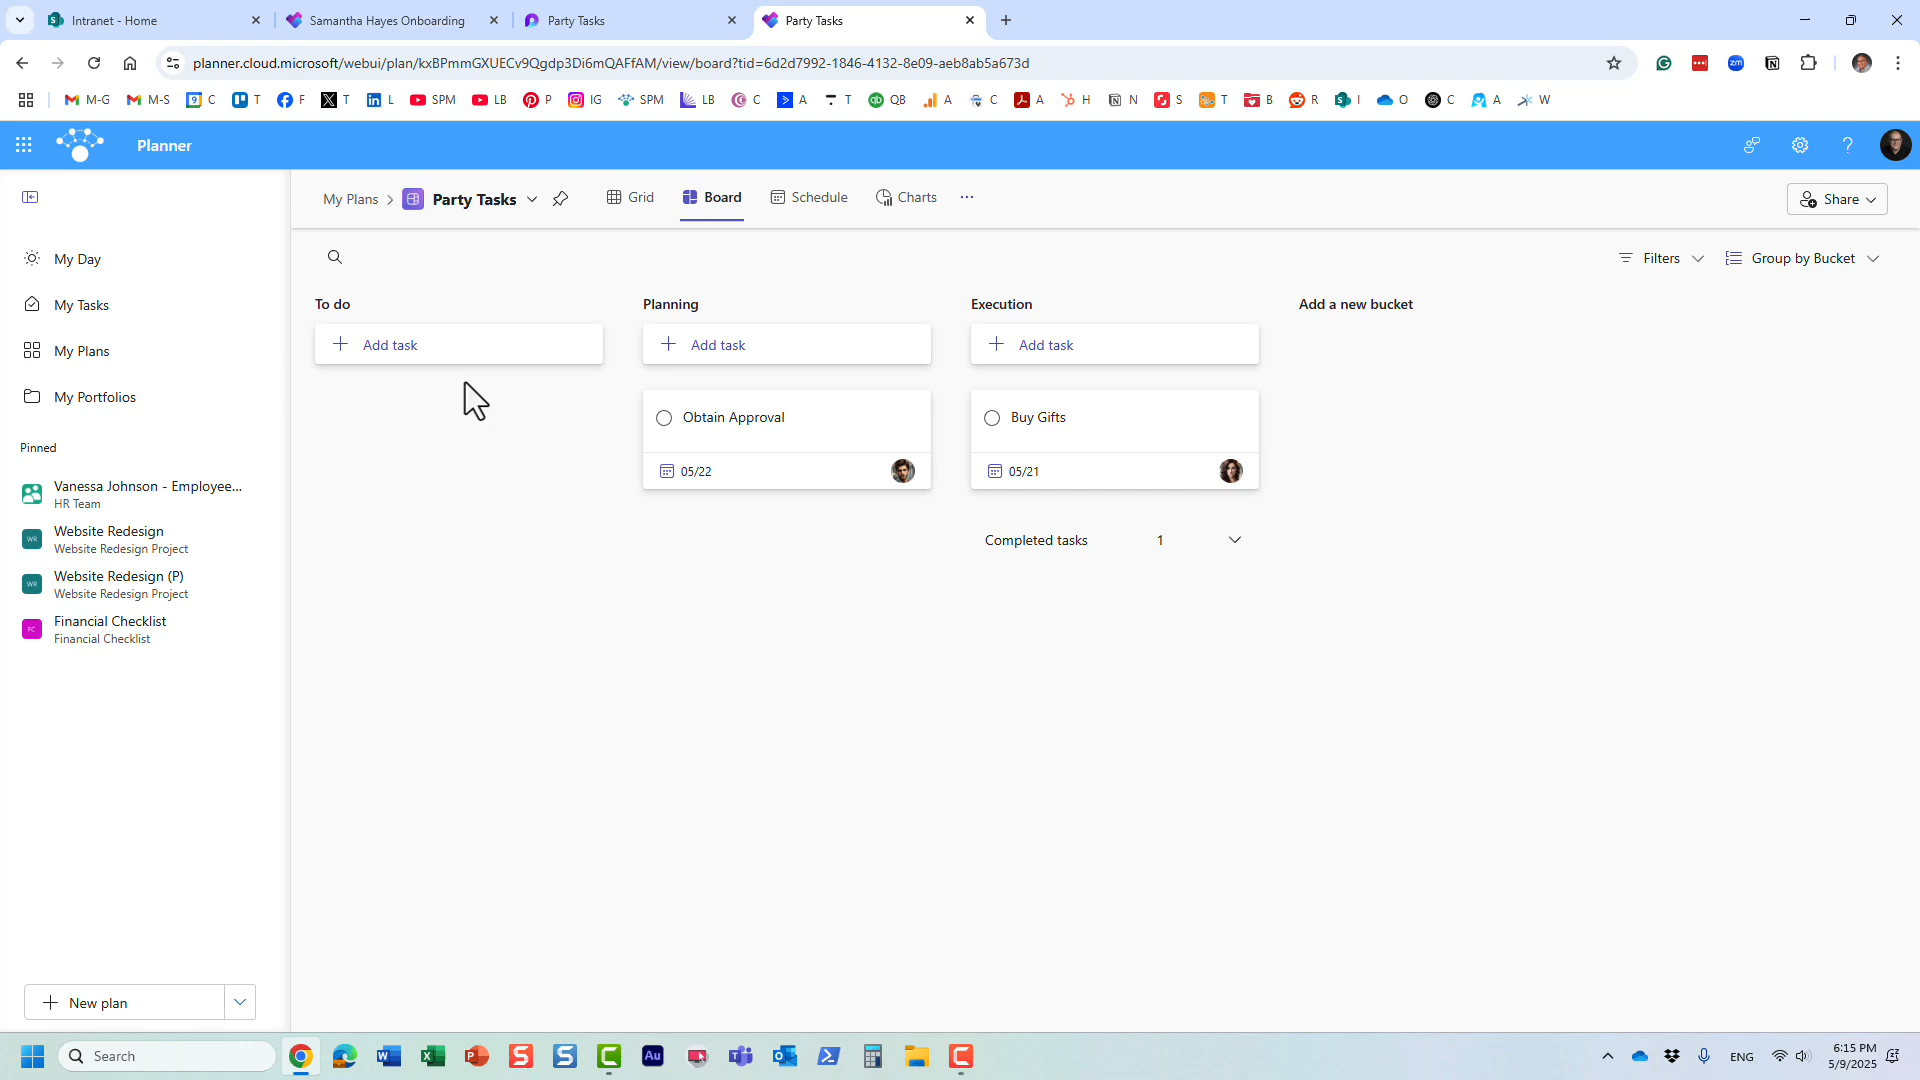 Intranet - Home
Samantha Hayes Onboarding
Party Tasks
Party Tasks
planner.cloud.microsoft/webui/plan/kxBPmmGXUECv9Qgdp3Di6mQAFfAM/view/board?tid=6d2d7992-1846-4132-8e09-aeb8ab5a673d
M-G M-S C T F T L SPM LB P IG SPM LB C A T QB A C A H N S T B R I O C A W
Planner
My Plans
Party Tasks
Grid
Board
Schedule
Charts
Share
My Day
My Tasks
My Plans
My Portfolios
Pinned
Vanessa Johnson - Employee...
HR Team
Website Redesign
Website Redesign Project
Website Redesign (P)
Website Redesign Project
Financial Checklist
Financial Checklist
New plan
Filters
Group by Bucket
To do
Add task
Planning
Add task
Obtain Approval
05/22
Execution
Add task
Buy Gifts
05/21
Completed tasks 1
Add a new bucket
Search
ENG
6:15 PM
5/9/2025